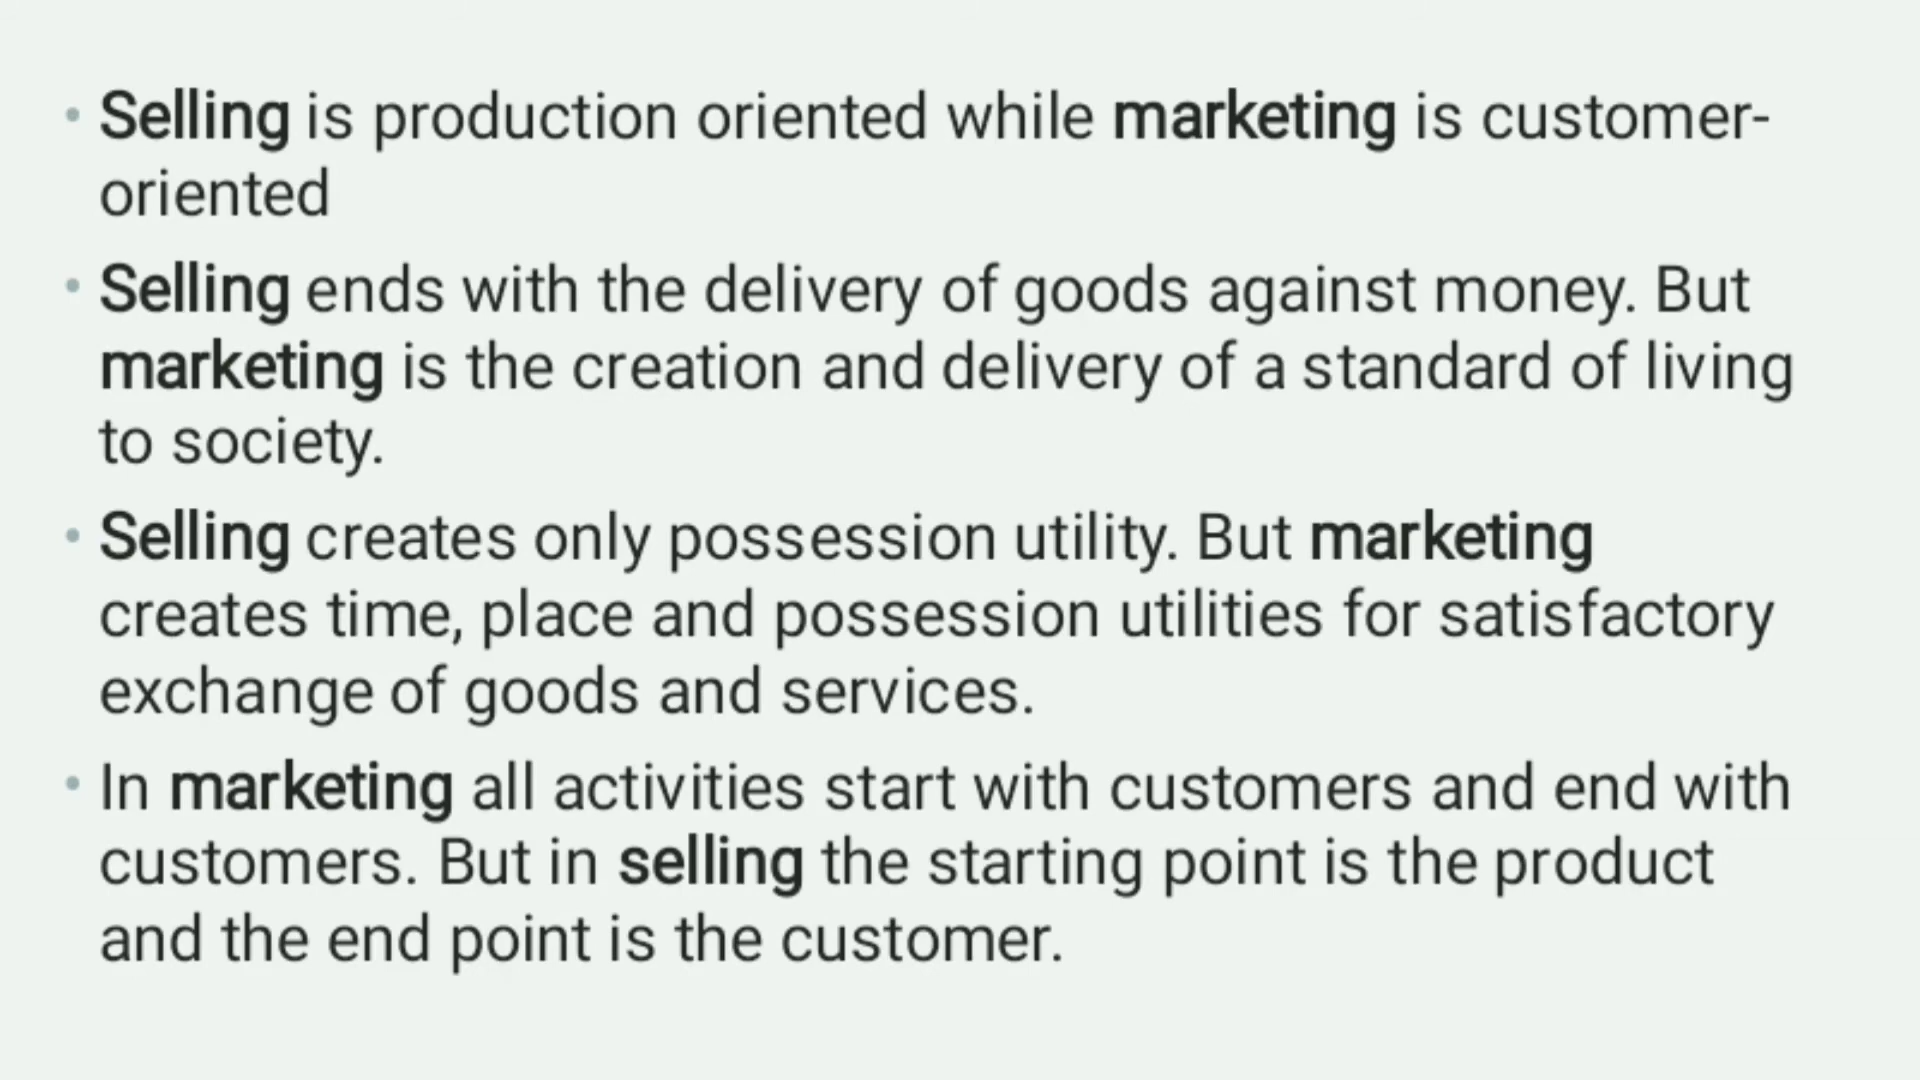 • Selling is production oriented while marketing is customer-
oriented
• Selling ends with the delivery of goods against money. But
marketing is the creation and delivery of a standard of living
to society.
• Selling creates only possession utility. But marketing
creates time, place and possession utilities for satisfactory
exchange of goods and services.
• In marketing all activities start with customers and end with
customers. But in selling the starting point is the product
and the end point is the customer.